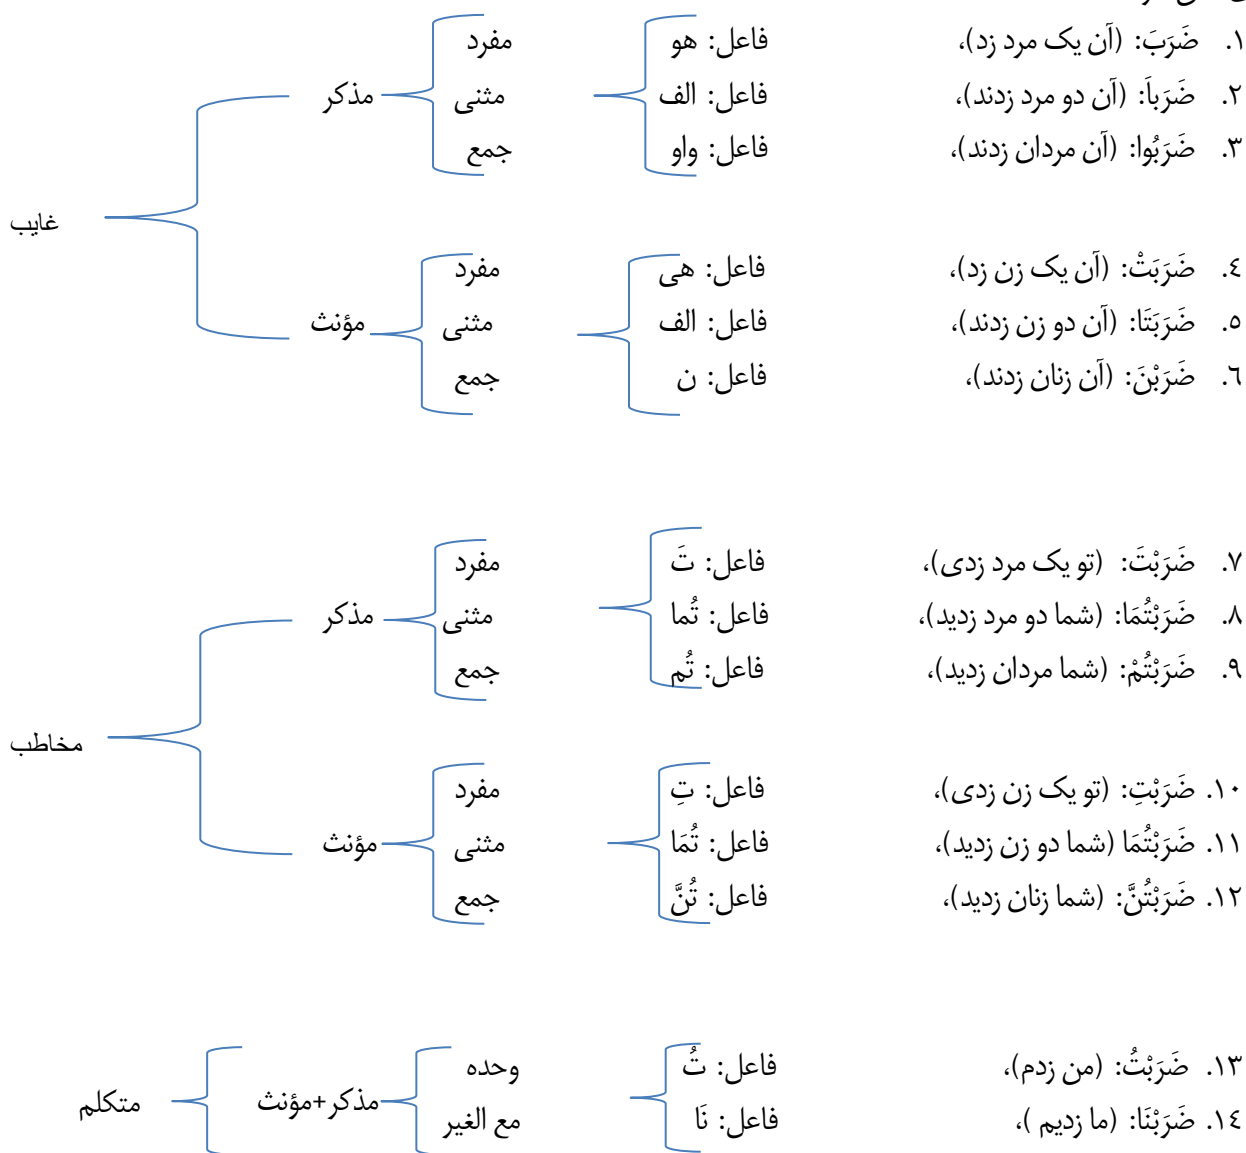 ١. ضَرَبَ: (آن یک مرد زد)، فاعل: هو مفرد
٢. ضَرَباَ: (آن دو مرد زدند)، فاعل: الف مثنی مذکر
٣. ضَرَبُوا: (آن مردان زدند)، فاعل: واو جمع
غایب
٤. ضَرَبَتْ: (آن یک زن زد)، فاعل: هی مفرد
٥. ضَرَبَتَا: (آن دو زن زدند)، فاعل: الف مثنی مؤنث
٦. ضَرَبْنَ: (آن زنان زدند)، فاعل: ن جمع
٧. ضَرَبْتَ: (تو یک مرد زدی)، فاعل: تَ مفرد
٨. ضَرَبْتُمَا: (شما دو مرد زدید)، فاعل: تُما مثنی مذکر
٩. ضَرَبْتُمْ: (شما مردان زدید)، فاعل: تُم جمع
مخاطب
١٠. ضَرَبْتِ: (تو یک زن زدی)، فاعل: تِ مفرد
١١. ضَرَبْتُمَا (شما دو زن زدید)، فاعل: تُمَا مثنی مؤنث
١٢. ضَرَبْتُنَّ: (شما زنان زدید)، فاعل: تُنَّ جمع
١٣. ضَرَبْتُ: (من زدم)، فاعل: تُ وحده
مذکر+مؤنث متکلم
١٤. ضَرَبْنَا: (ما زدیم )، فاعل: نَا مع الغیر